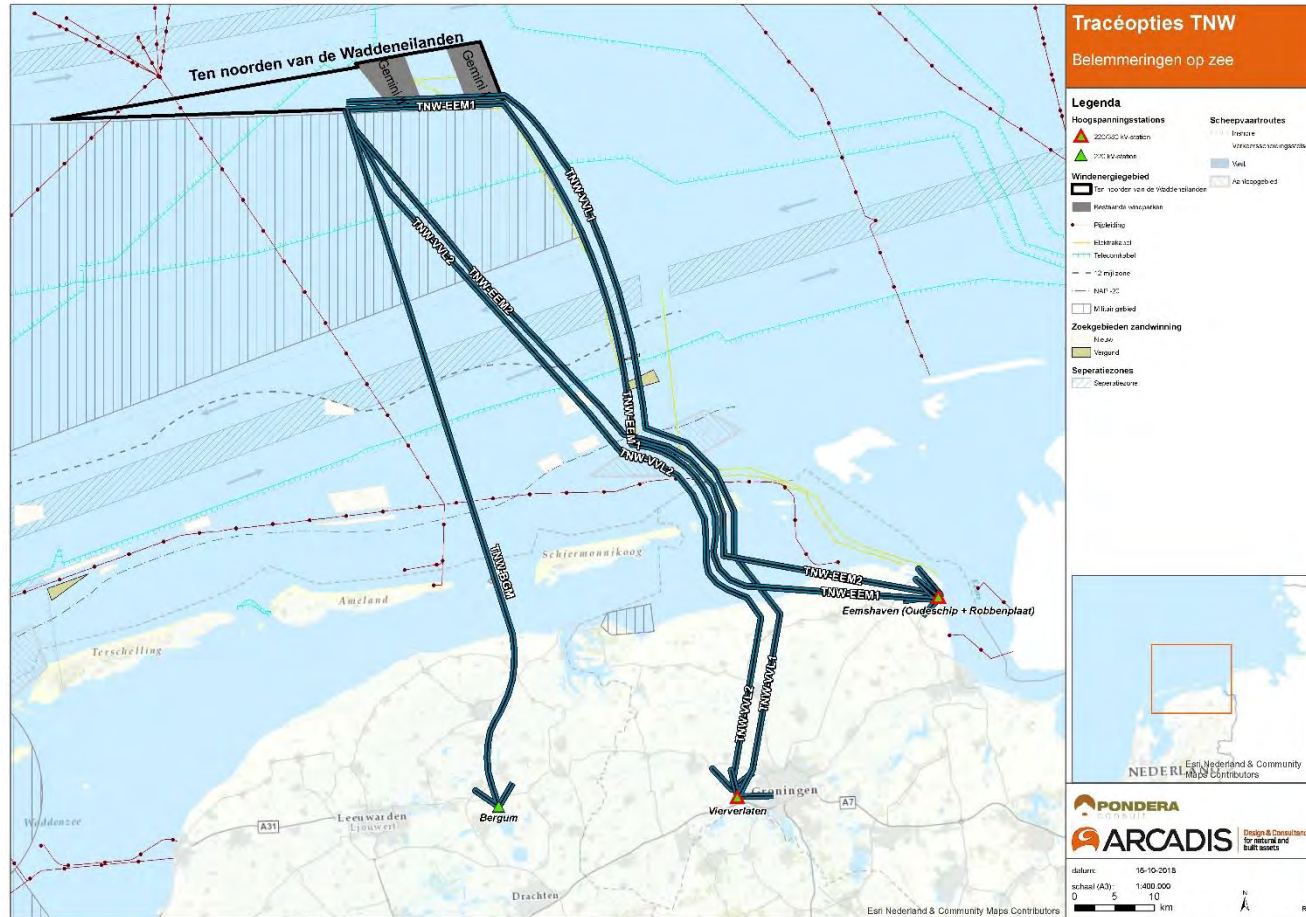 Tracéopties TNW
Belemmeringen op zee
Legenda
Hoogspanningsstations
220/380 kV-station
220 kV-station
Windenergiegebied
Ten noorden van de Waddeneilanden
Bestaande windparken
Pijpleiding
Elektrakabel
Telecomkabel
12 mijlzone
NAP -20
Militair gebied
Zoekgebieden zandwinning
Nieuw
Vergund
Seperatiezones
Seperatiezone
Scheepvaartroutes
Inshore
Verkeersscheidingsstelsel
Aanloopgebied
Ten noorden van de Waddeneilanden
Gemini
Gemini
TNW-EEM1
TNW-VVL1
TNW-VVL2
TNW-EEM2
TNW-EEM1
TNW-VVL2
TNW-BGM
Schiermonnikoog
Ameland
Terschelling
TNW-EEM2
TNW-EEM1
Eemshaven (Oudeschip + Robbenplaat)
TNW-VVL2
TNW-VVL1
Waddenzee
A31
Leeuwarden
Ljouwert
Bergum
Vierverlaten
Groningen
A7
Drachten
Esri Nederland & Community Maps Contributors
NEDERLAND
Esri Nederland & Community
Maps Contributors
PONDERA
consult
ARCADIS
Design & Consultancy
for natural and
built assets
datum:
schaal (A3):
1:400.000
0 5 10
km
N